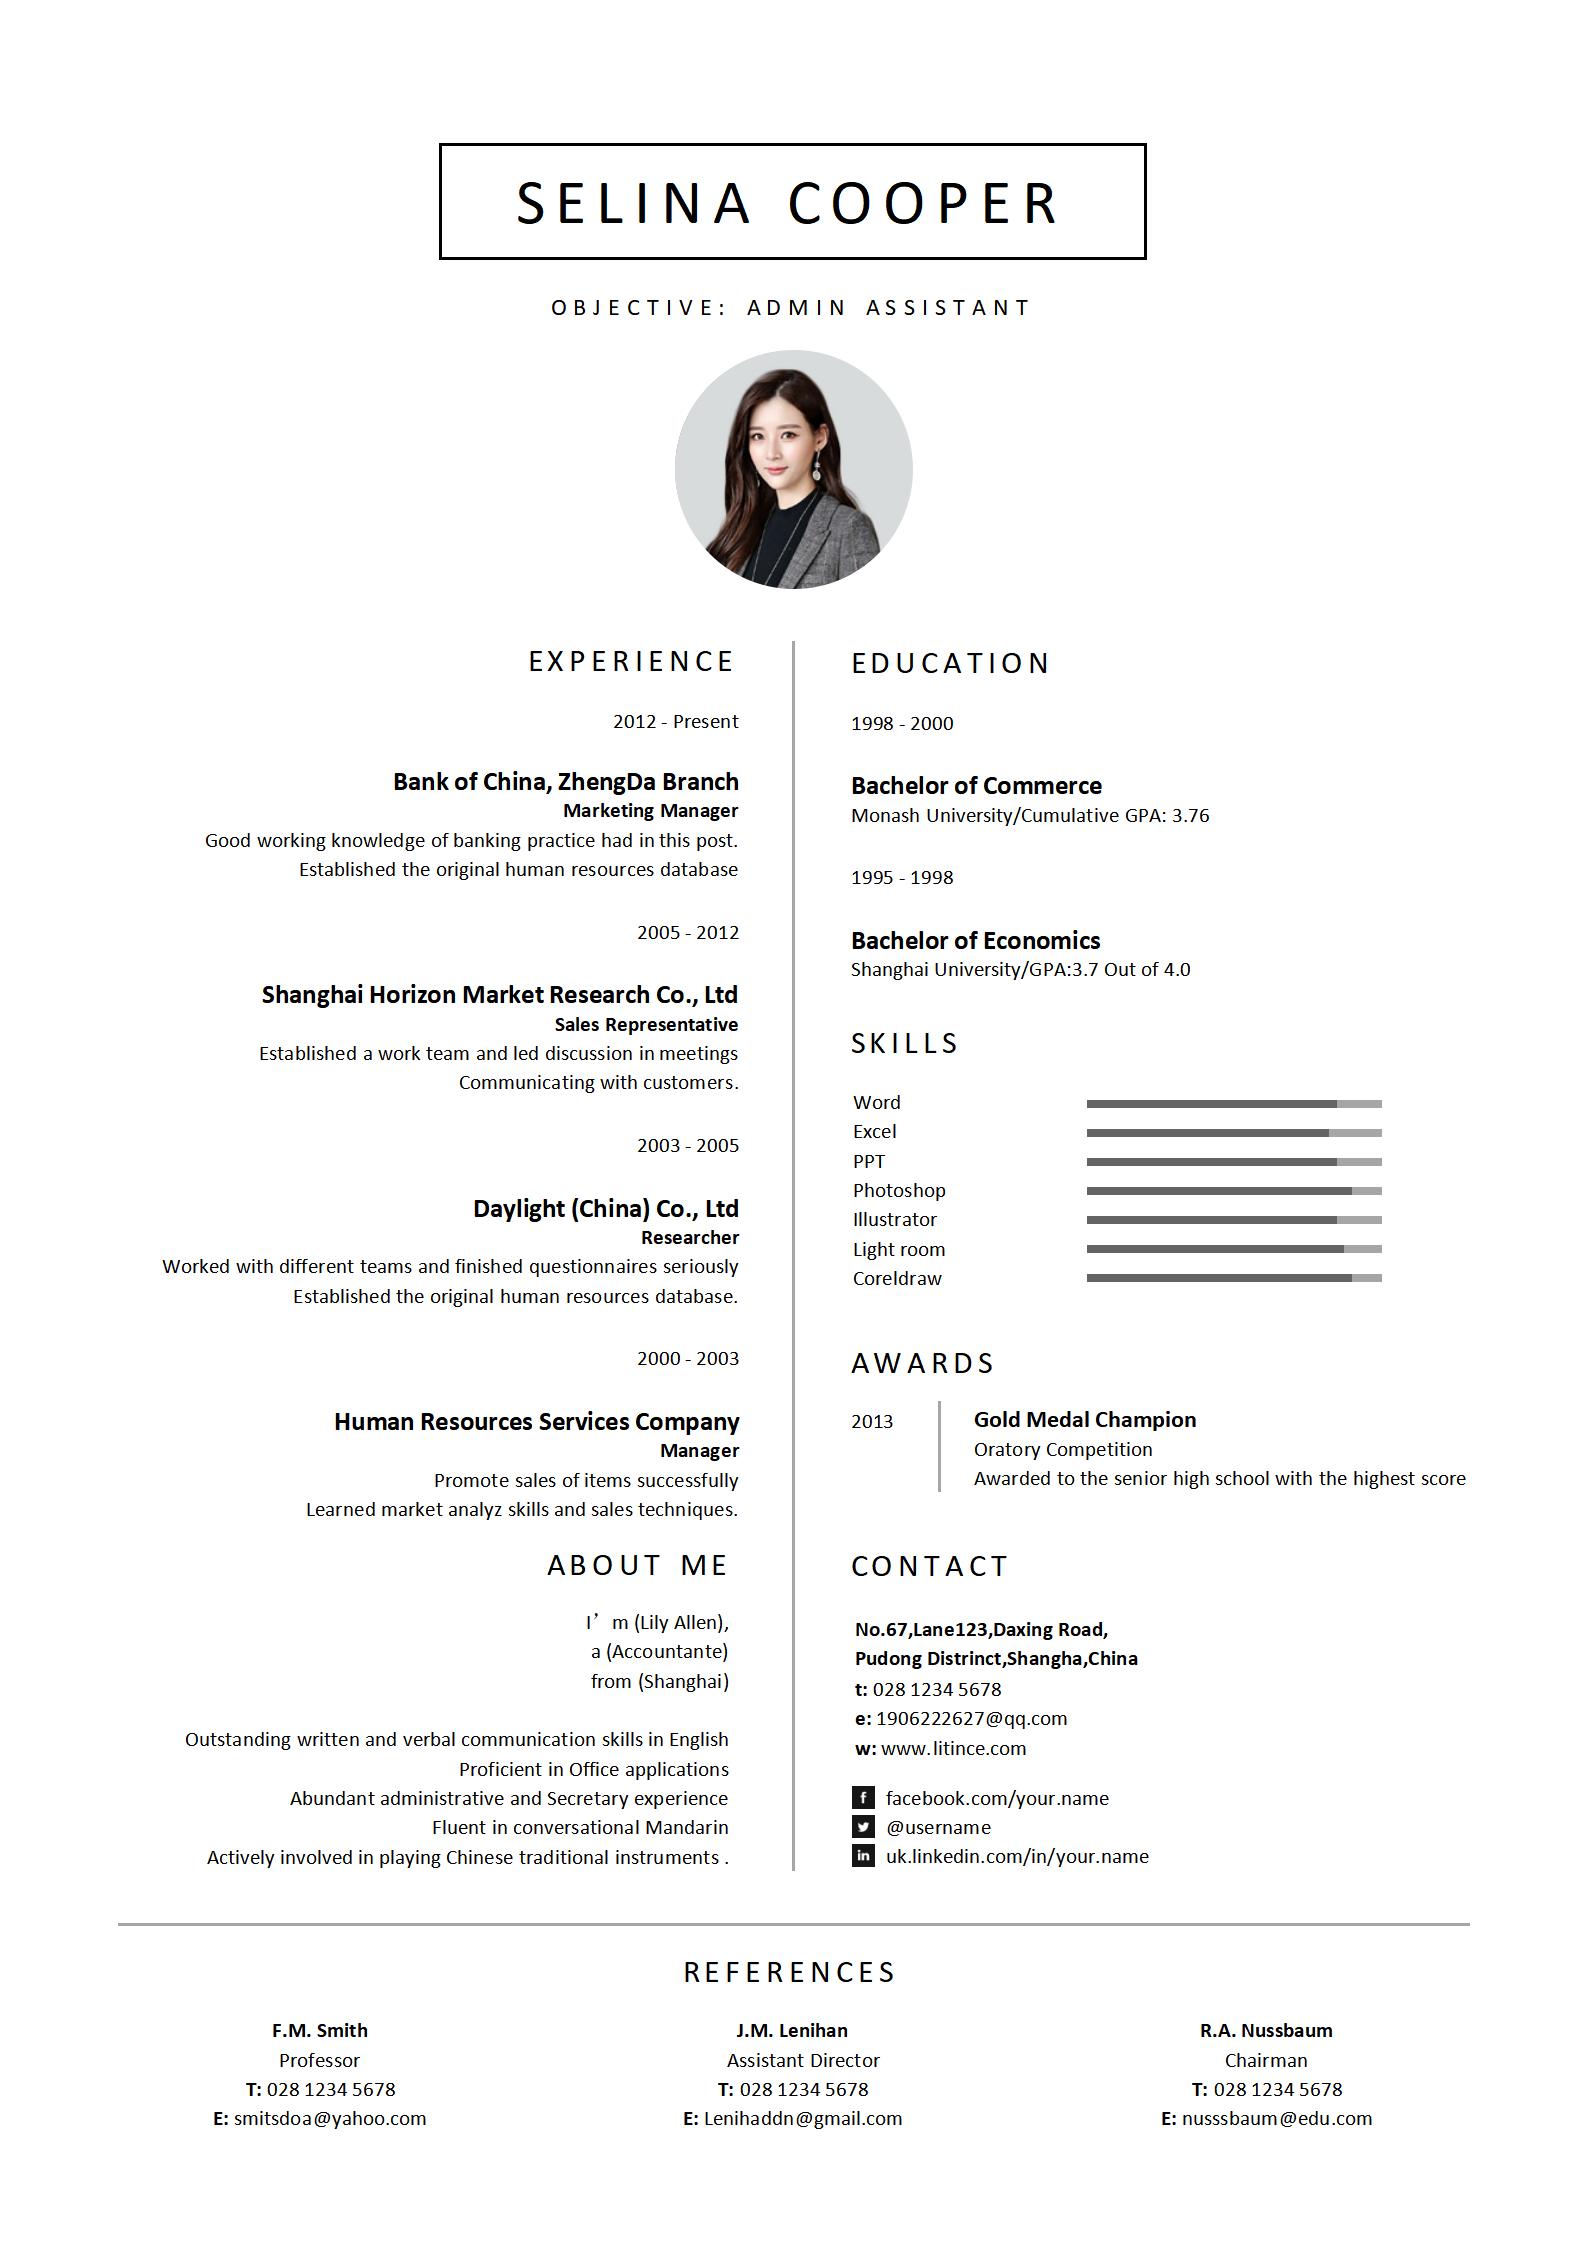 SELINA COOPER
OBJECTIVE: ADMIN ASSISTANT
EXPERIENCE
2012 - Present
Bank of China, ZhengDa Branch
Marketing Manager
Good working knowledge of banking practice had in this post.
Established the original human resources database
2005 - 2012
Shanghai Horizon Market Research Co., Ltd
Sales Representative
Established a work team and led discussion in meetings
Communicating with customers.
2003 - 2005
Daylight (China) Co., Ltd
Researcher
Worked with different teams and finished questionnaires seriously
Established the original human resources database.
2000 - 2003
Human Resources Services Company
Manager
Promote sales of items successfully
Learned market analyz skills and sales techniques.
ABOUT ME
I’m (Lily Allen),
a (Accountante)
from (Shanghai)
Outstanding written and verbal communication skills in English
Proficient in Office applications
Abundant administrative and Secretary experience
Fluent in conversational Mandarin
Actively involved in playing Chinese traditional instruments .
EDUCATION
1998 - 2000
Bachelor of Commerce
Monash University/Cumulative GPA: 3.76
1995 - 1998
Bachelor of Economics
Shanghai University/GPA:3.7 Out of 4.0
SKILLS
Word
Excel
PPT
Photoshop
Illustrator
Light room
Coreldraw
AWARDS
2013
Gold Medal Champion
Oratory Competition
Awarded to the senior high school with the highest score
CONTACT
No.67,Lane123,Daxing Road,
Pudong Distrinct,Shangha,China
t: 028 1234 5678
e: 1906222627@qq.com
w: www.litince.com
f facebook.com/your.name
@username
in uk.linkedin.com/in/your.name
REFERENCES
F.M. Smith
Professor
T: 028 1234 5678
E: smitsdoa@yahoo.com
J.M. Lenihan
Assistant Director
T: 028 1234 5678
E: Lenihaddn@gmail.com
R.A. Nussbaum
Chairman
T: 028 1234 5678
E: nusssbaum@edu.com